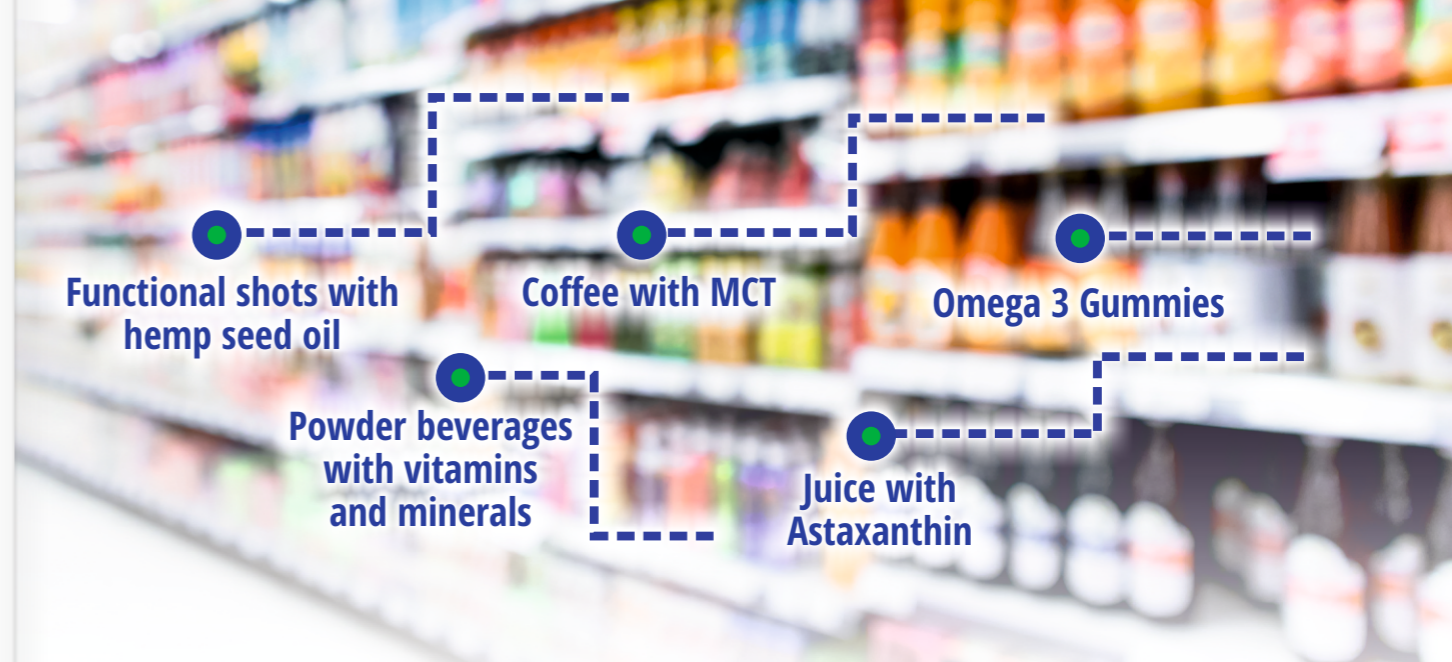 Functional shots with
hemp seed oil
Coffee with MCT
Omega 3 Gummies
Powder beverages
with vitamins
and minerals
Juice with
Astaxanthin